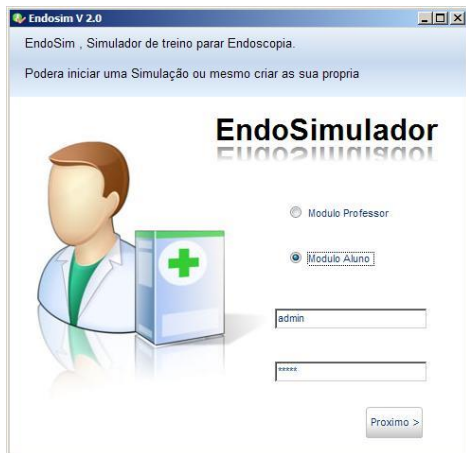 Endosim V 2.0
EndoSim , Simulador de treino parar Endoscopia.
Podera iniciar uma Simulação ou mesmo criar as sua propria
EndoSimulador
Modulo Professor
Modulo Aluno
admin
*****
Proximo >